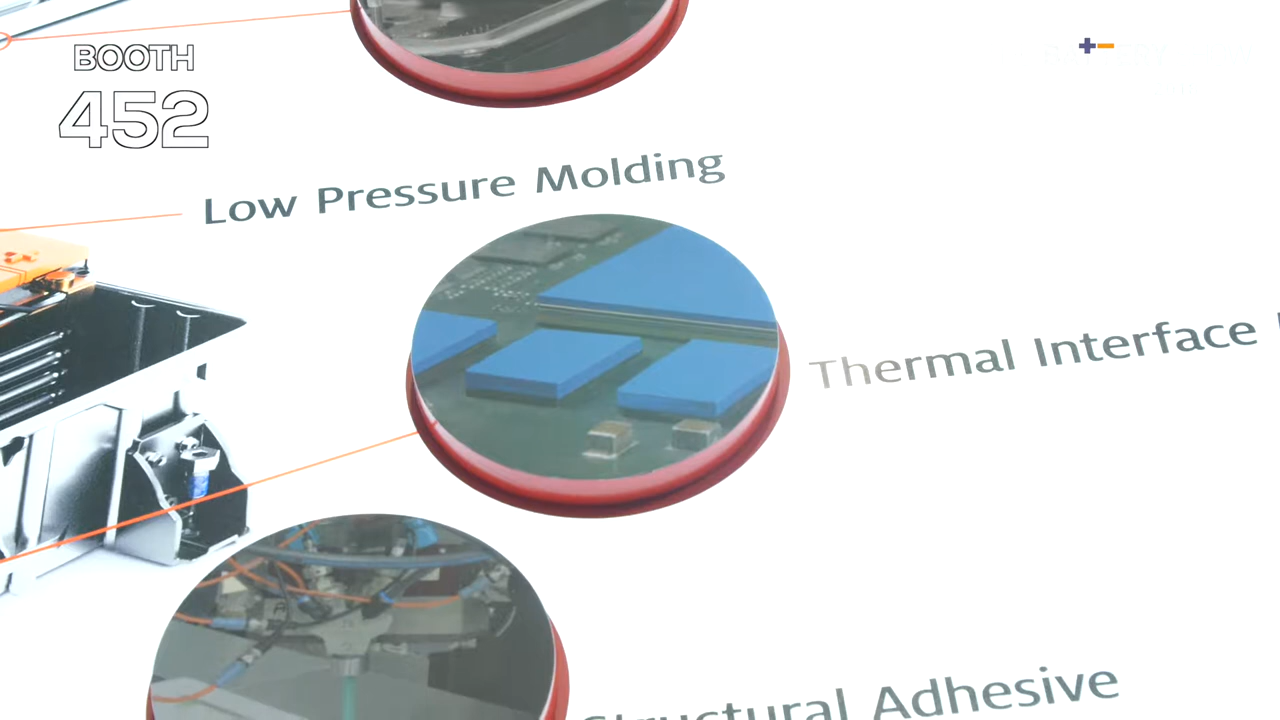 BOOTH
452
Low Pressure Molding
Thermal Interface
Structural Adhesive